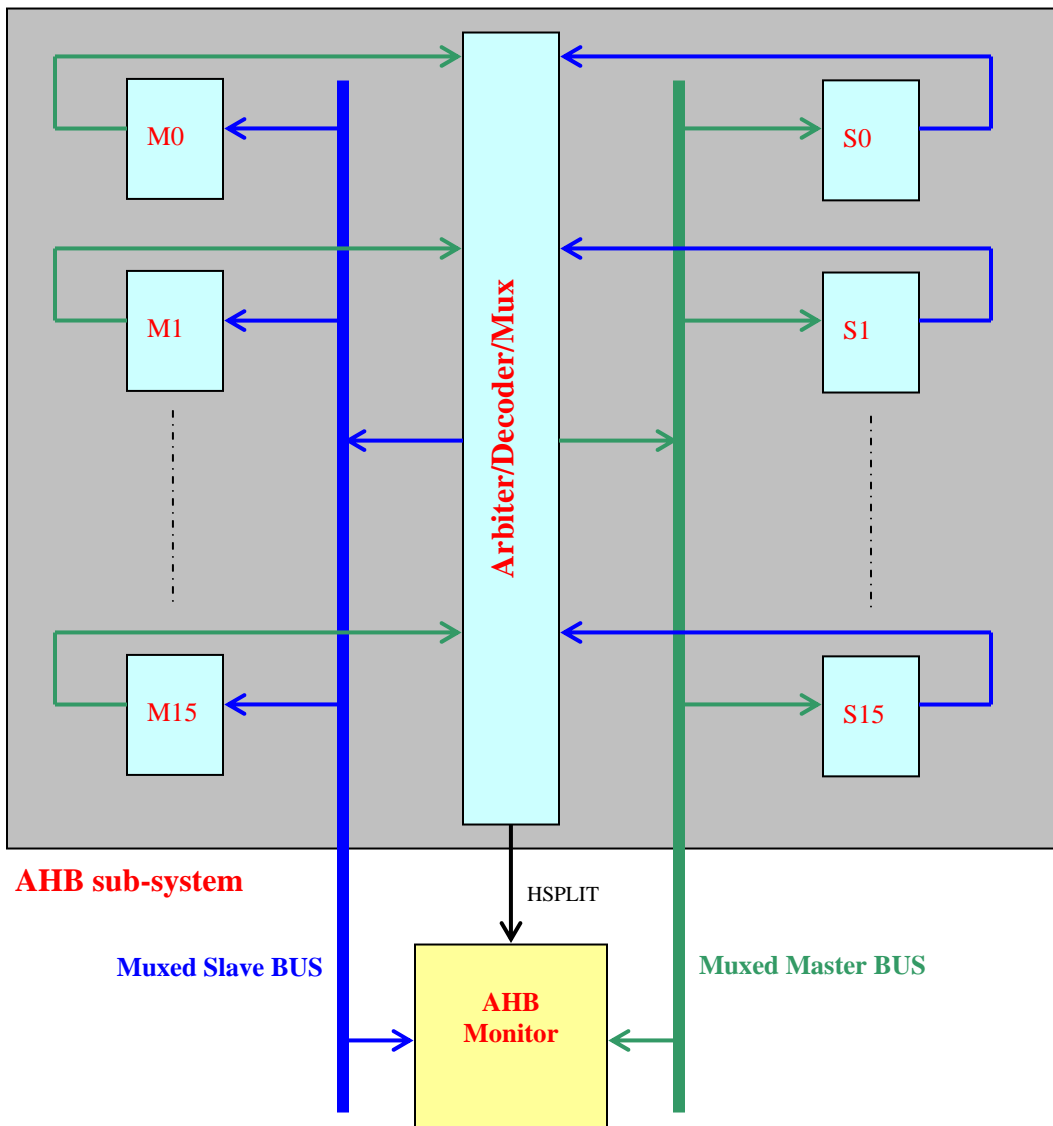 M0
S0
M1
S1
Arbiter/Decoder/Mux
M15
S15
AHB sub-system
HSPLIT
Muxed Slave BUS
Muxed Master BUS
AHB
Monitor